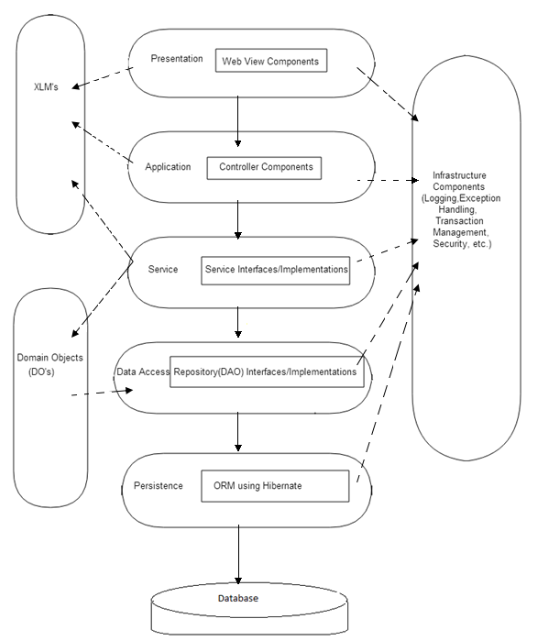 Presentation
Web View Components
XLM's
Application
Controller Components
Infrastructure
Components
(Logging,Exception
Handling,
Transaction
Management,
Security, etc.)
Service
Service Interfaces/Implementations
Domain Objects
(DO's)
Data Access
Repository(DAO) Interfaces/Implementations
Persistence
ORM using Hibernate
Database